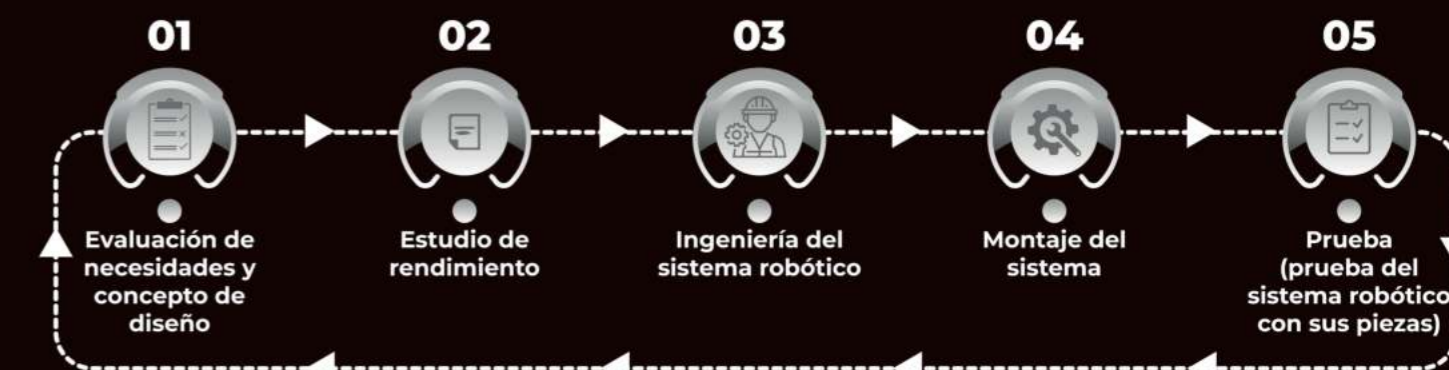 01
02
03
04
05
Evaluación de
necesidades y
concepto de
diseño
Estudio de
rendimiento
Ingeniería del
sistema robótico
Montaje del
sistema
Prueba
(prueba del
sistema robótico
con sus piezas)